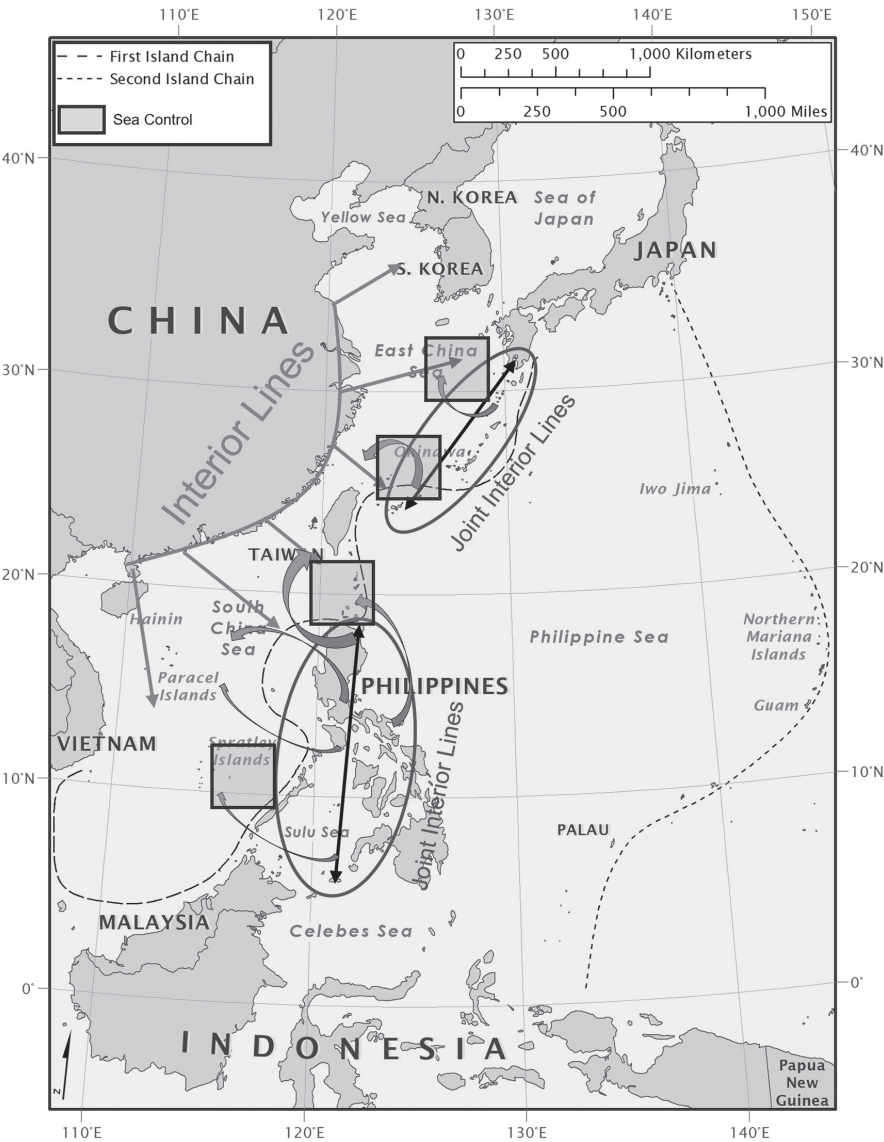 110°E 120°E 130°E 140°E 150°E
First Island Chain
Second Island Chain
Sea Control
0 250 500 1,000 Kilometers
0 250 500 1,000 Miles
40°N
40°N
N. KOREA
Sea of
Japan
Yellow Sea
JAPAN
S. KOREA
CHINA
East China
Sea
30°N
30°N
Interior Lines
Joint Interior Lines
Okinawa
Iwo Jima
TAIWAN
20°N
20°N
Hainin
South
China
Sea
Philippine Sea
Northern
Mariana
Islands
Paracel
Islands
PHILIPPINES
Guam
VIETNAM
Spratley
Islands
Joint Interior Lines
10°N
10°N
Sulu Sea
PALAU
MALAYSIA
Celebes Sea
0°
0°
INDONESIA
Papua
New
Guinea
N
110°E 120°E 130°E 140°E